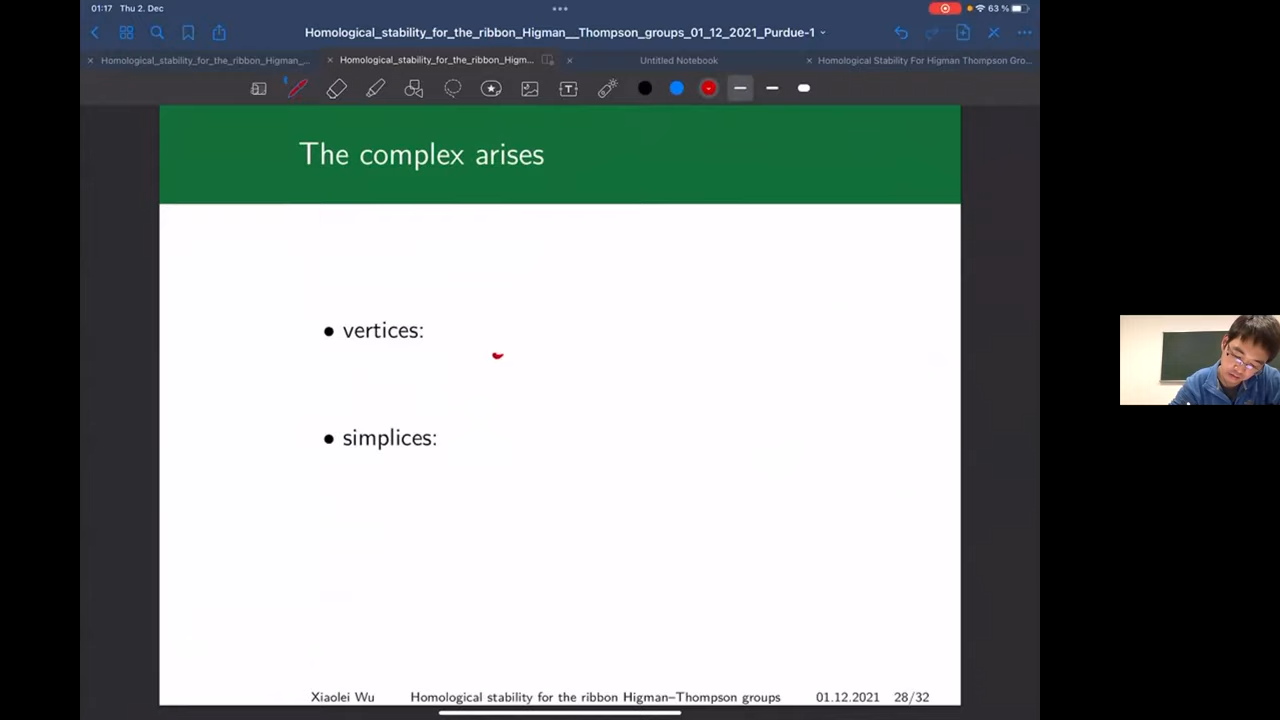 01:17 Thu 2. Dec
63 %
Homological_stability_for_the_ribbon_Higman__Thompson_groups_01_12_2021_Purdue-1
Homological_stability_for_the_ribbon_Higman_...
Homological_stability_for_the_ribbon_Higm...
Untitled Notebook
Homological Stability For Higman Thompson Gro...
The complex arises
• vertices:
• simplices:
Xiaolei Wu Homological stability for the ribbon Higman–Thompson groups 01.12.2021 28/32